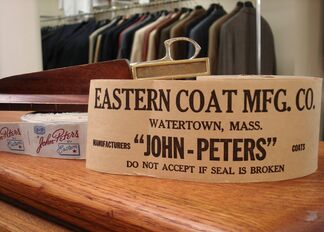 EASTERN COAT MFG. CO.
WATERTOWN, MASS.
MANUFACTURERS "JOHN-PETERS" COATS
DO NOT ACCEPT IF SEAL IS BROKEN
John Peters